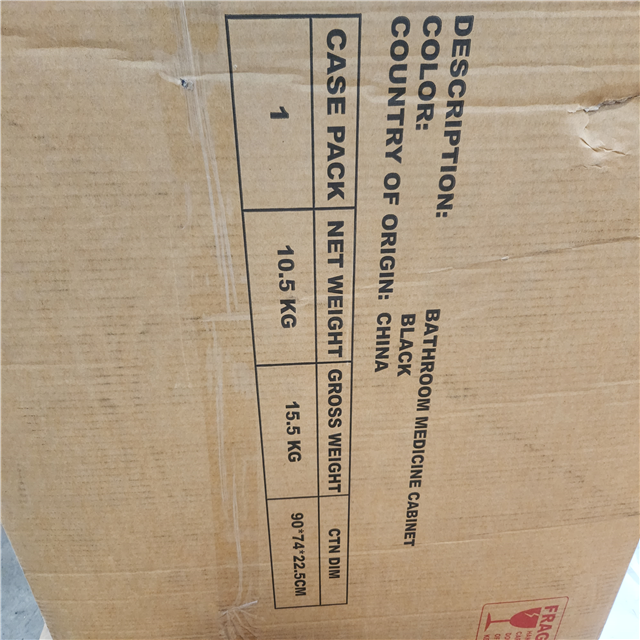 DESCRIPTION: BATHROOM MEDICINE CABINET
COLOR: BLACK
COUNTRY OF ORIGIN: CHINA
CASE PACK NET WEIGHT GROSS WEIGHT CTN DIM
1 10.5 KG 15.5 KG 90*74*22.5CM